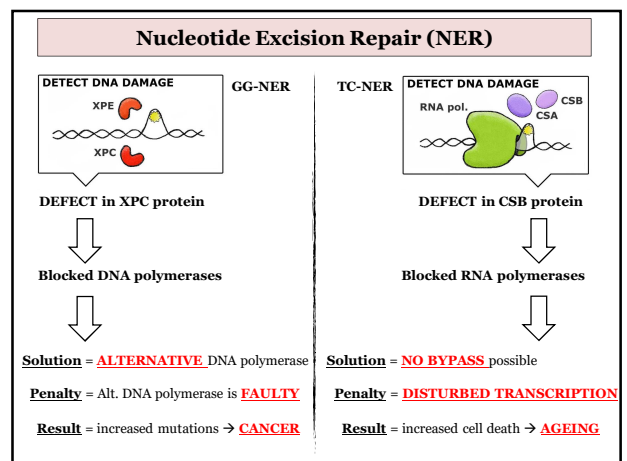 Nucleotide Excision Repair (NER)
DETECT DNA DAMAGE
XPE
XPC
GG-NER
DEFECT in XPC protein
Blocked DNA polymerases
Solution = ALTERNATIVE DNA polymerase
Penalty = Alt. DNA polymerase is FAULTY
Result = increased mutations → CANCER
TC-NER
DETECT DNA DAMAGE
RNA pol.
CSB
CSA
DEFECT in CSB protein
Blocked RNA polymerases
Solution = NO BYPASS possible
Penalty = DISTURBED TRANSCRIPTION
Result = increased cell death → AGEING